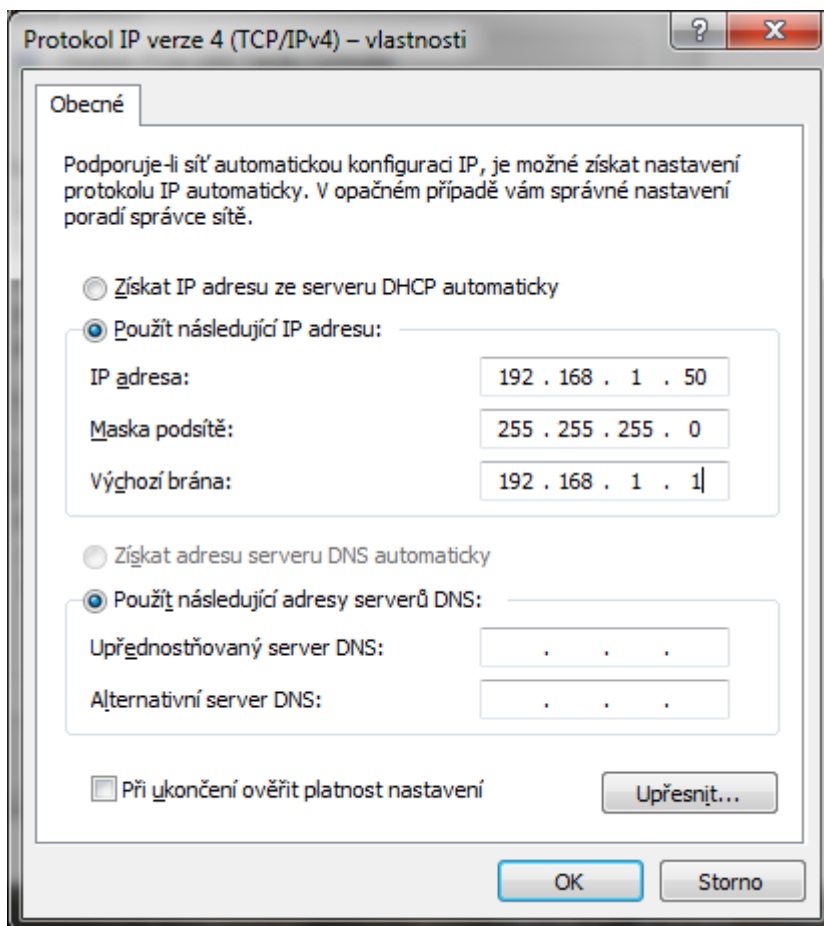 Protokol IP verze 4 (TCP/IPv4) – vlastnosti
Obecné
Podporuje-li síť automatickou konfiguraci IP, je možné získat nastavení
protokolu IP automaticky. V opačném případě vám správné nastavení
poradí správce sítě.
Získat IP adresu ze serveru DHCP automaticky
Použít následující IP adresu:
IP adresa: 192 . 168 . 1 . 50
Maska podsítě: 255 . 255 . 255 . 0
Výchozí brána: 192 . 168 . 1 . 1
Získat adresu serveru DNS automaticky
Použít následující adresy serverů DNS:
Upřednostňovaný server DNS: . . .
Alternativní server DNS: . . .
Při ukončení ověřit platnost nastavení
Upřesnit...
OK Storno